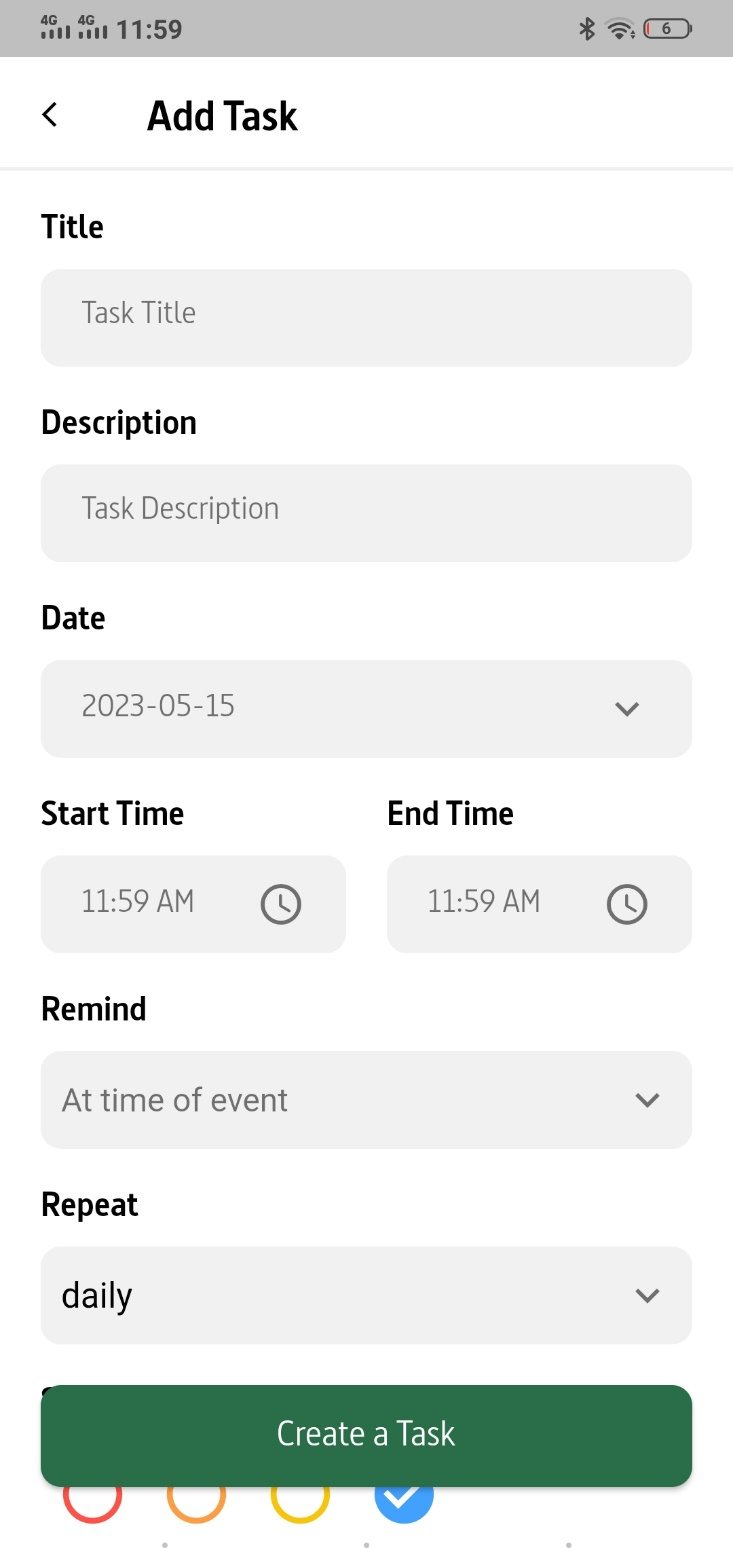 4G 4G 11:59 6
Add Task
Title
Task Title
Description
Task Description
Date
2023-05-15
Start Time End Time
11:59 AM 11:59 AM
Remind
At time of event
Repeat
daily
Create a Task